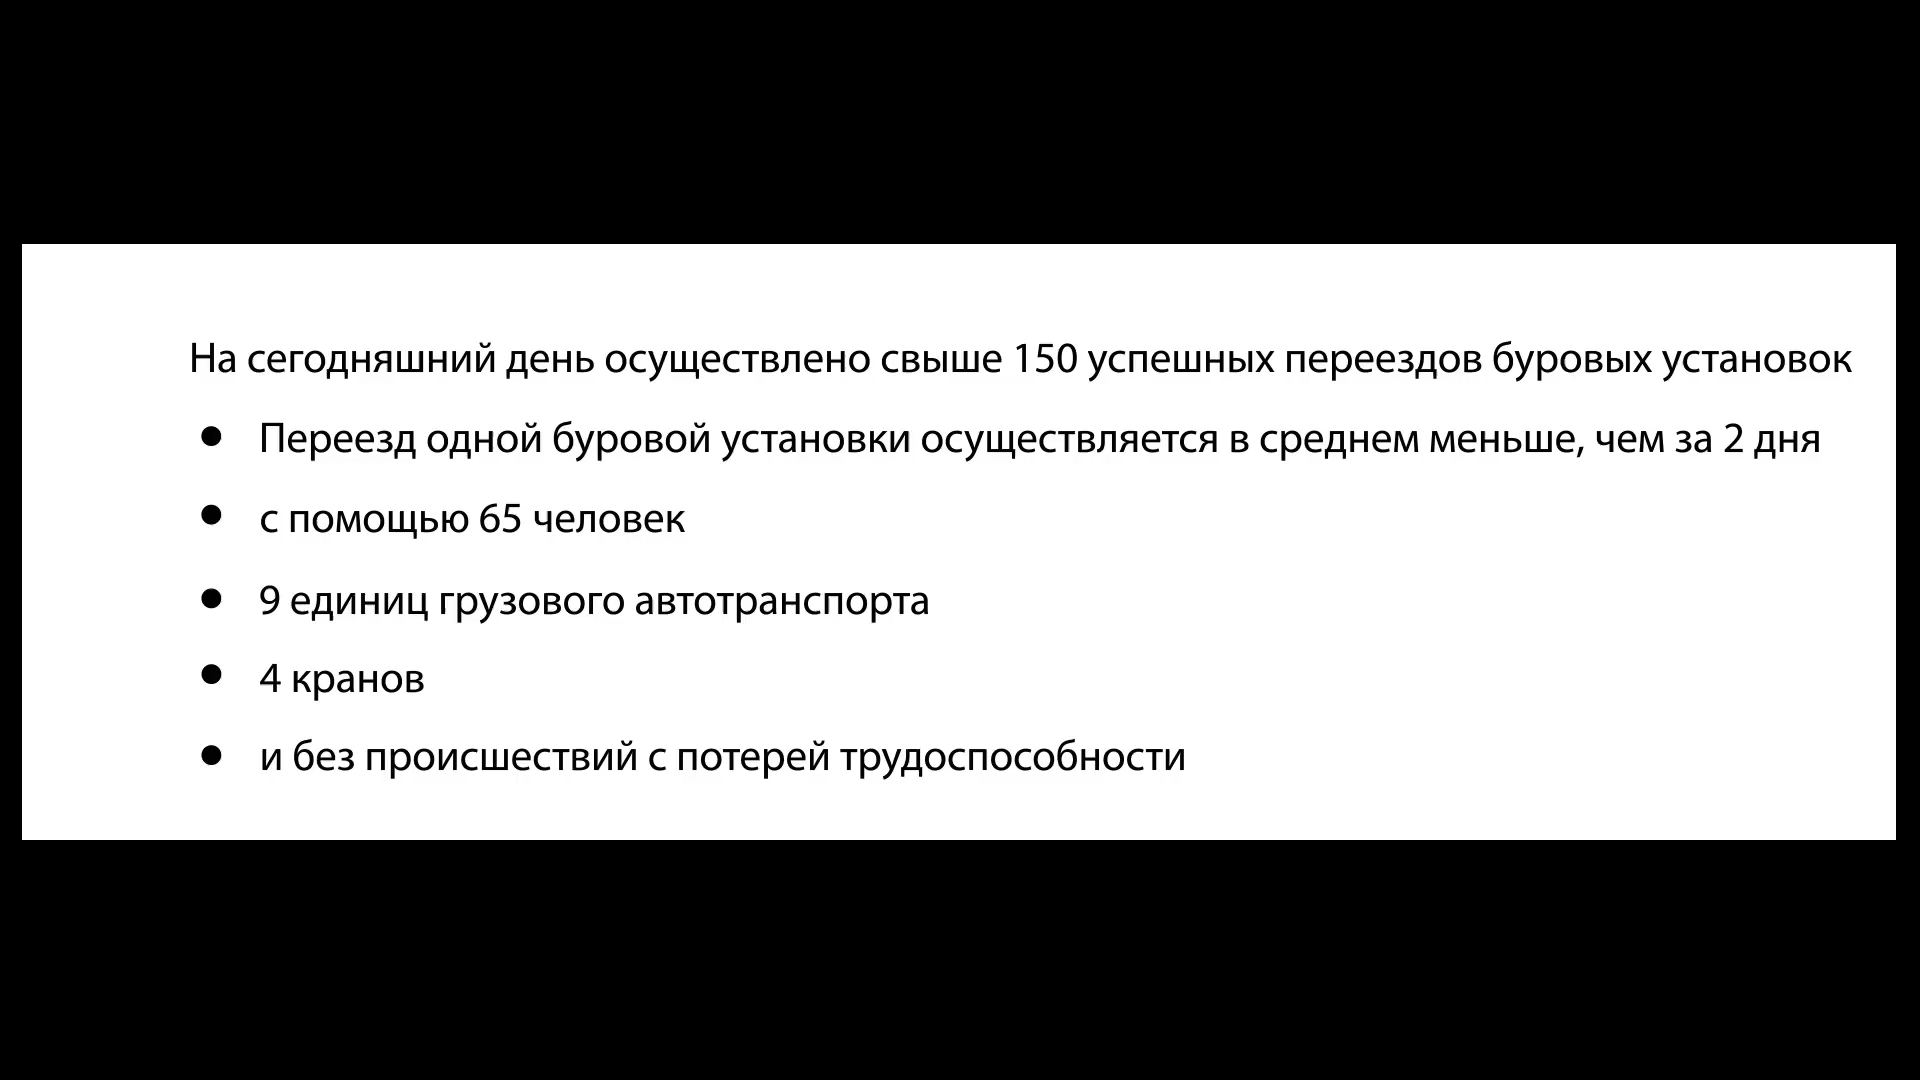 На сегодняшний день осуществлено свыше 150 успешных переездов буровых установок
● Переезд одной буровой установки осуществляется в среднем меньше, чем за 2 дня
● с помощью 65 человек
● 9 единиц грузового автотранспорта
● 4 кранов
● и без происшествий с потерей трудоспособности